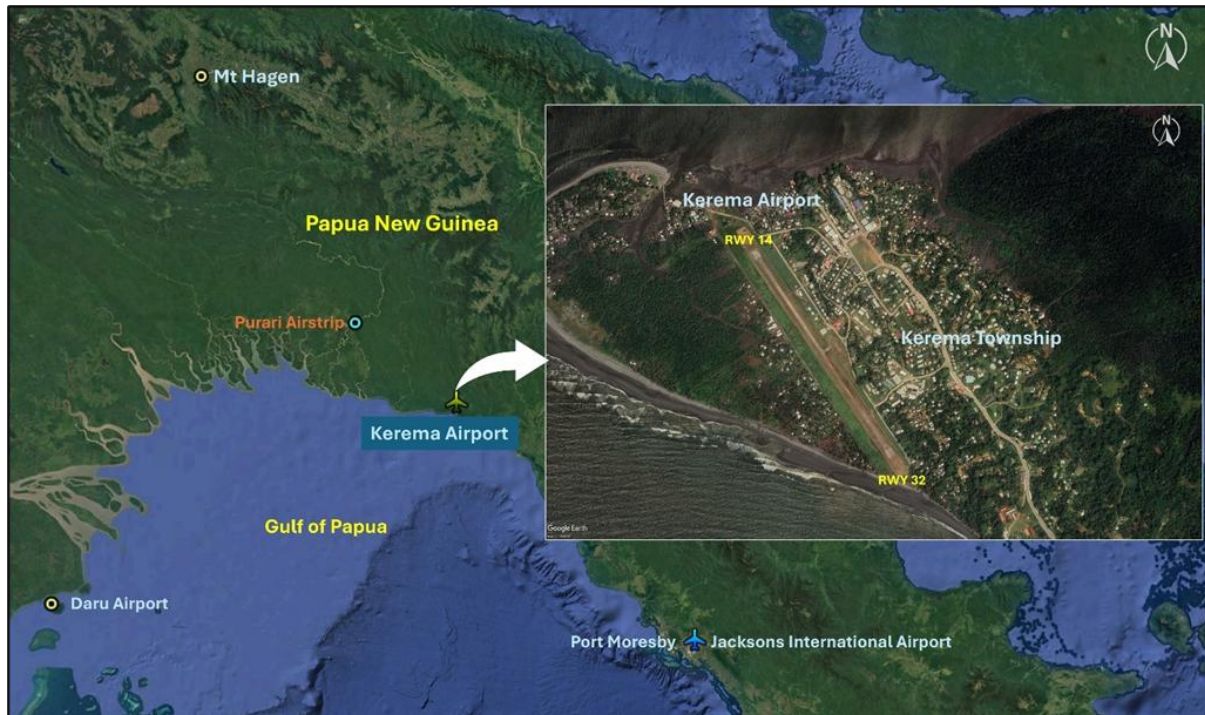 N
Mt Hagen
N
Kerema Airport
Papua New Guinea
RWY 14
Purari Airstrip
Kerema Township
Kerema Airport
RWY 32
Gulf of Papua
Google Earth
Daru Airport
Port Moresby
Jacksons International Airport